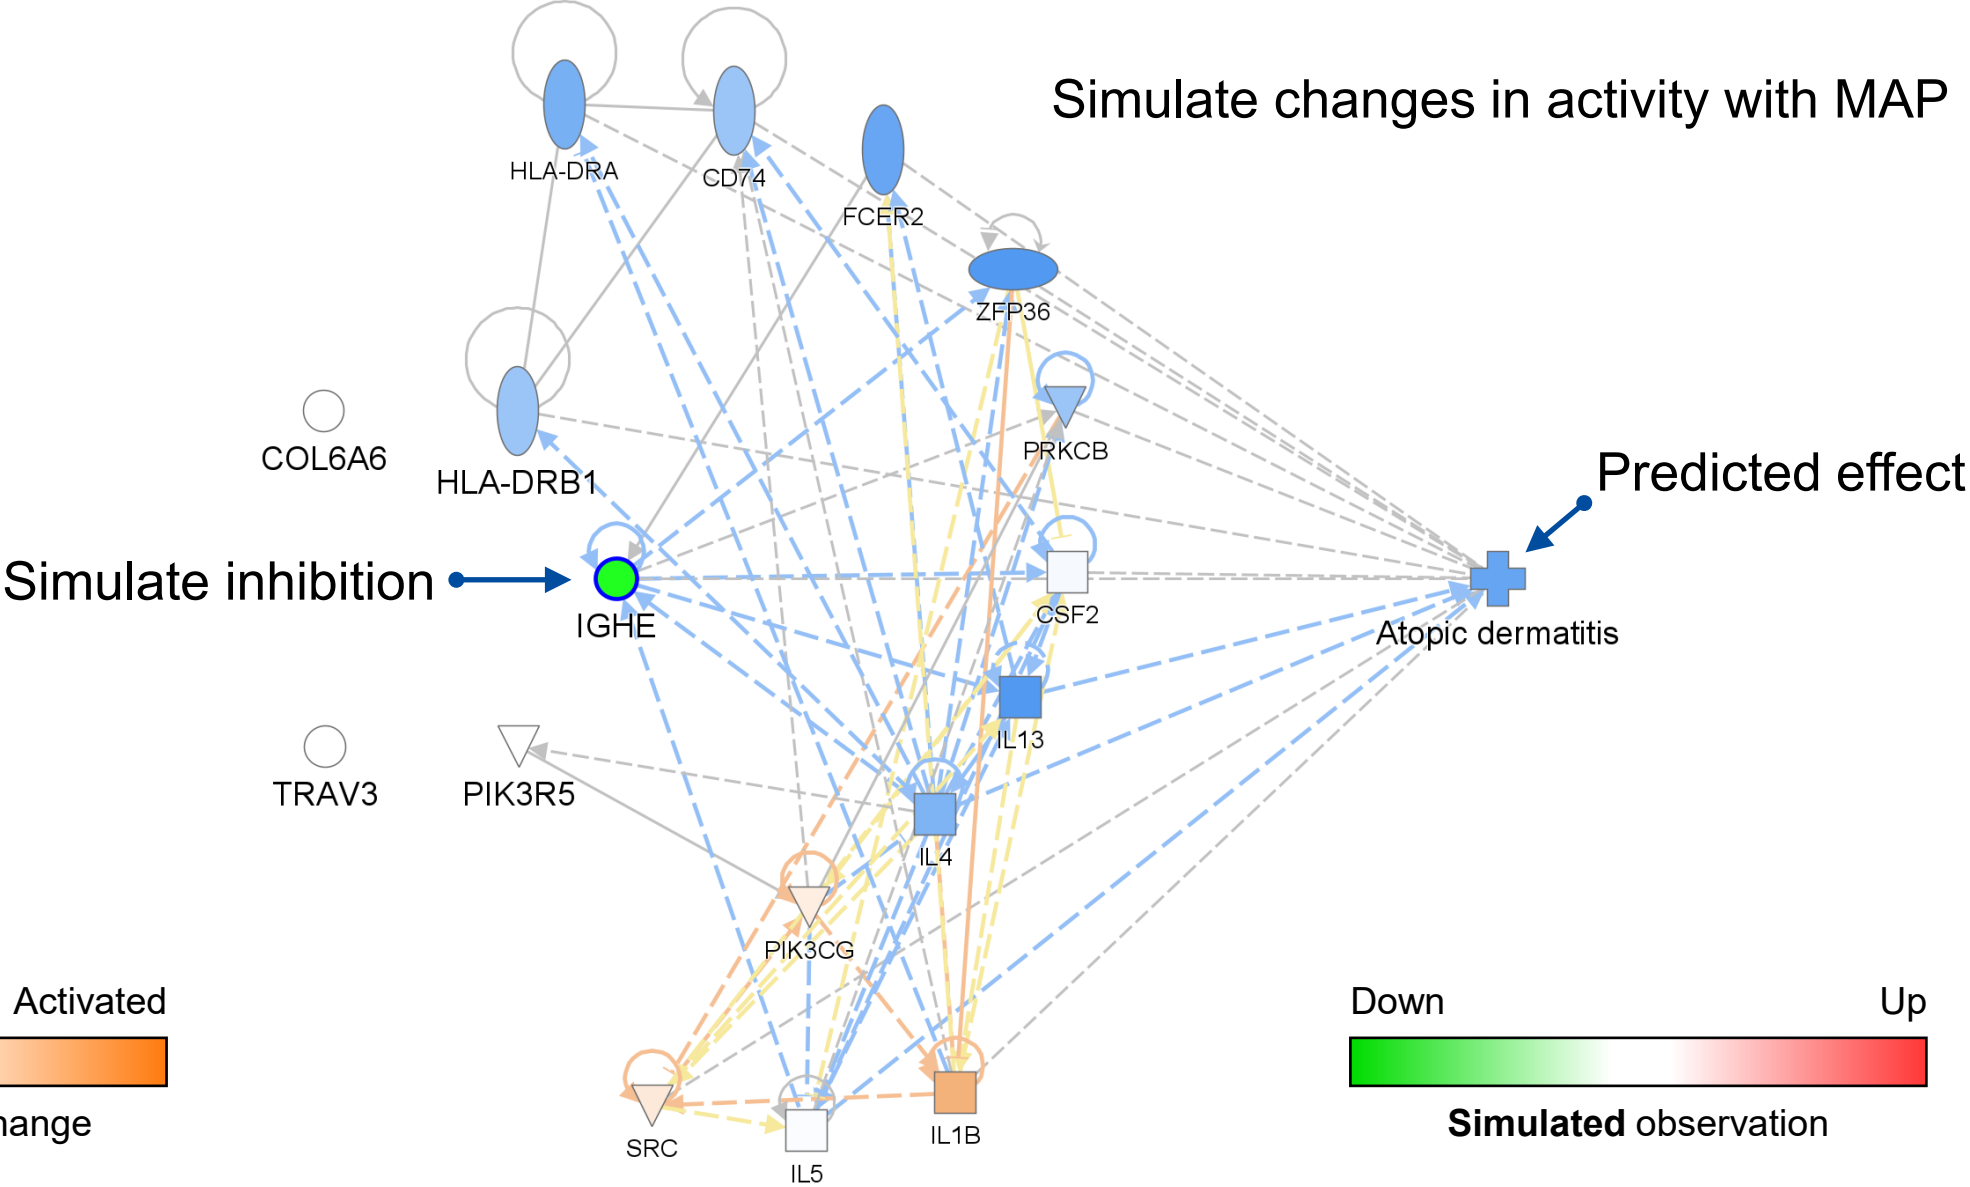 Simulate changes in activity with MAP
HLA-DRA
CD74
FCER2
ZFP36
PRKCB
COL6A6
HLA-DRB1
Predicted effect
Simulate inhibition
IGHE
CSF2
Atopic dermatitis
IL13
TRAV3
PIK3R5
IL4
PIK3CG
Activated
Down
Up
hange
Simulated observation
SRC
IL5
IL1B